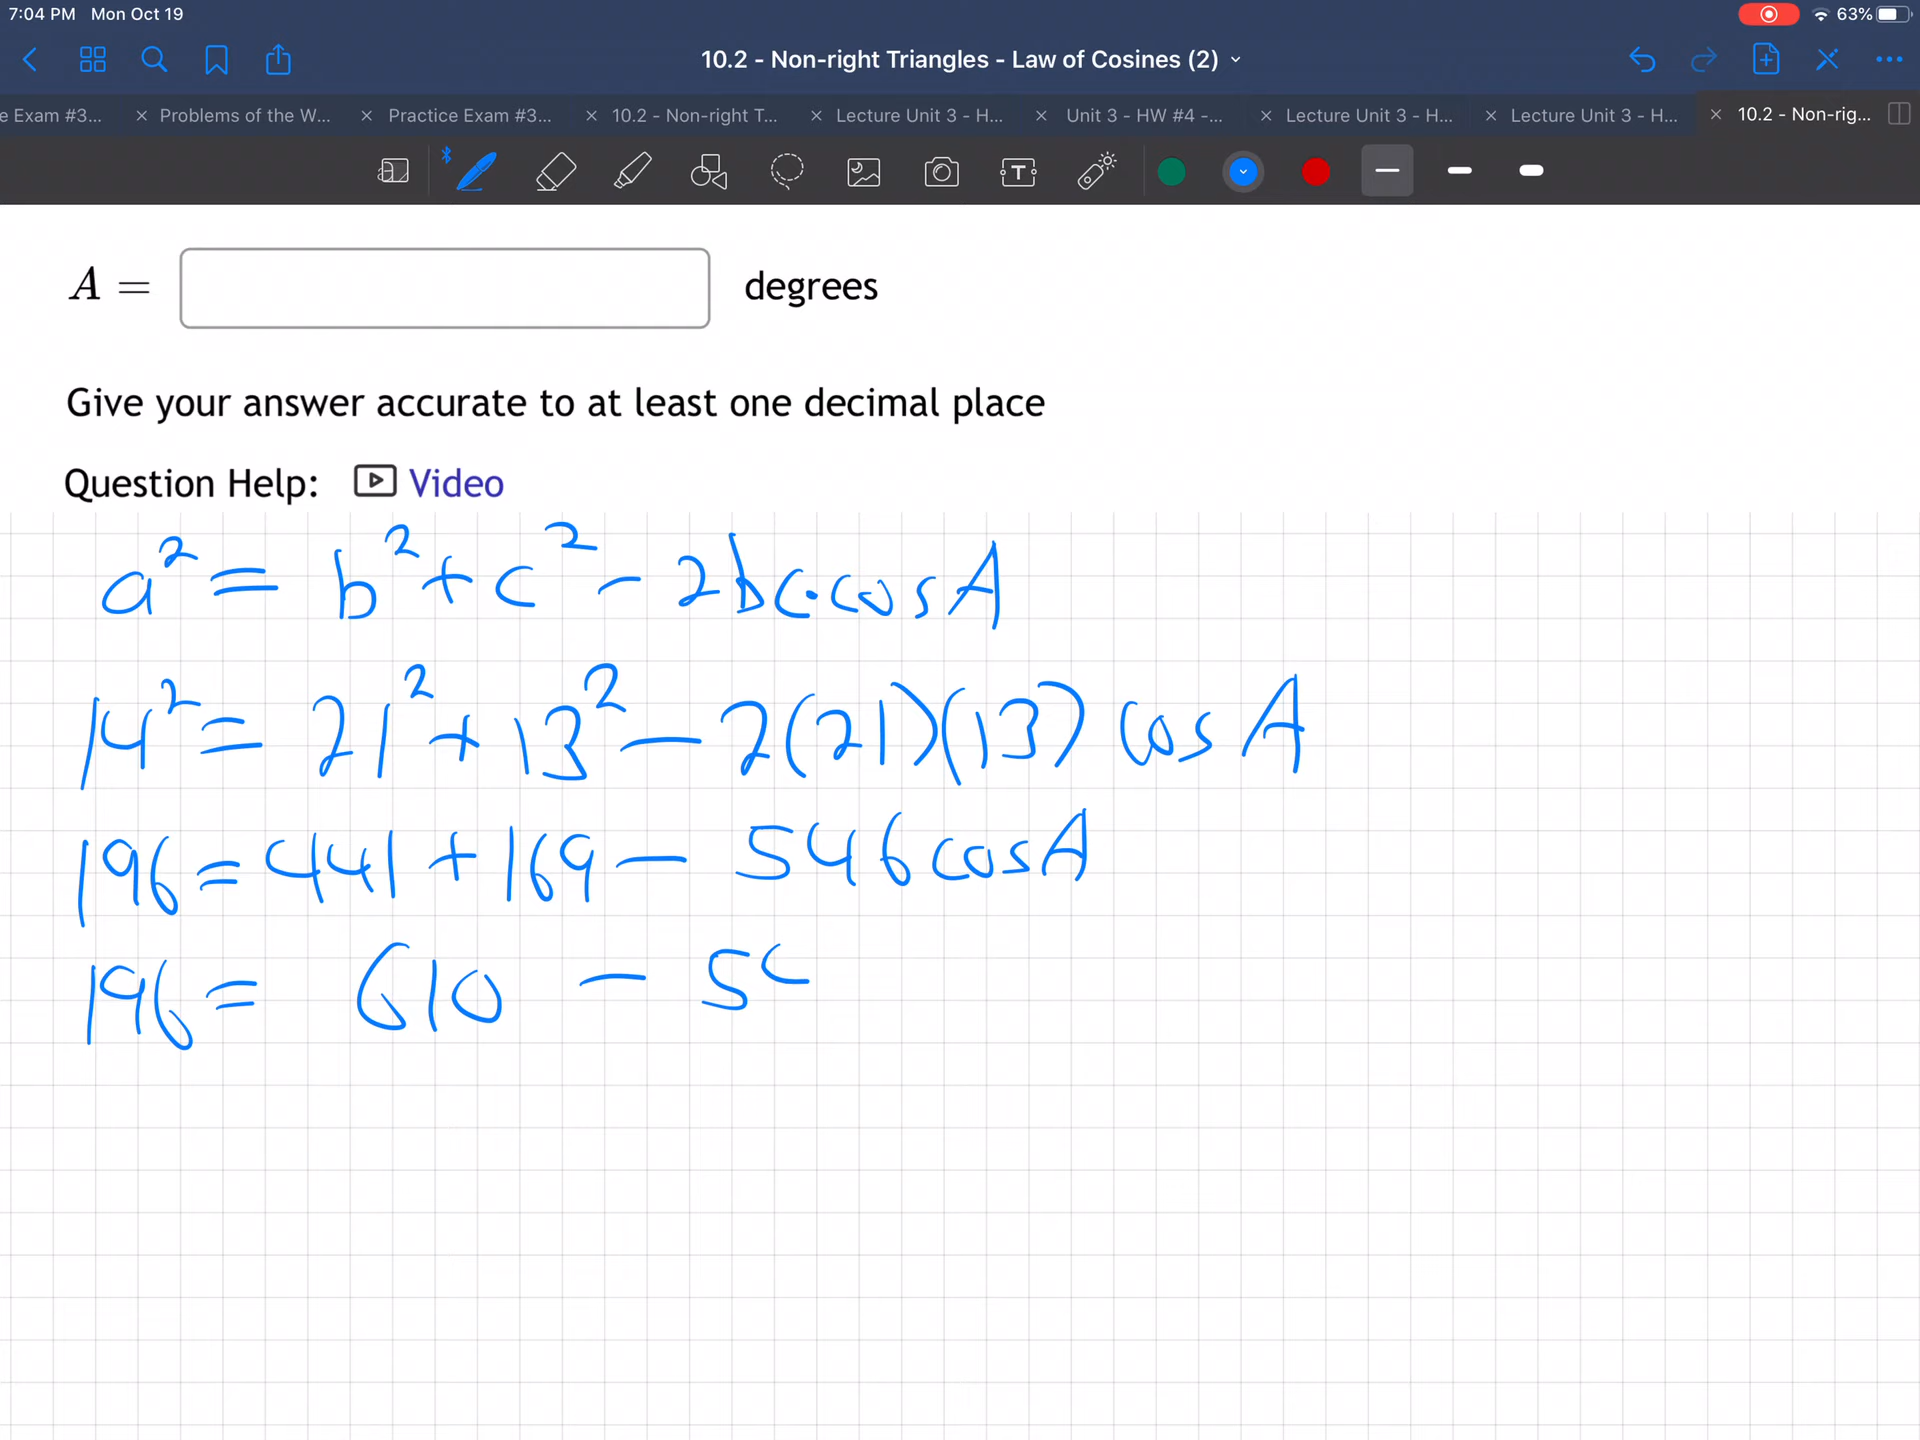 7:04 PM Mon Oct 19
63%
10.2 - Non-right Triangles - Law of Cosines (2)
e Exam #3... Problems of the W... Practice Exam #3... 10.2 - Non-right T... Lecture Unit 3 - H... Unit 3 - HW #4 -... Lecture Unit 3 - H... Lecture Unit 3 - H... 10.2 - Non-rig...
A = degrees
Give your answer accurate to at least one decimal place
Question Help: Video
a² = b² + c² - 2bc·cosA
14² = 21² + 13² - 2(21)(13) cos A
196 = 441 + 169 - 546cosA
196 = 610 - 54